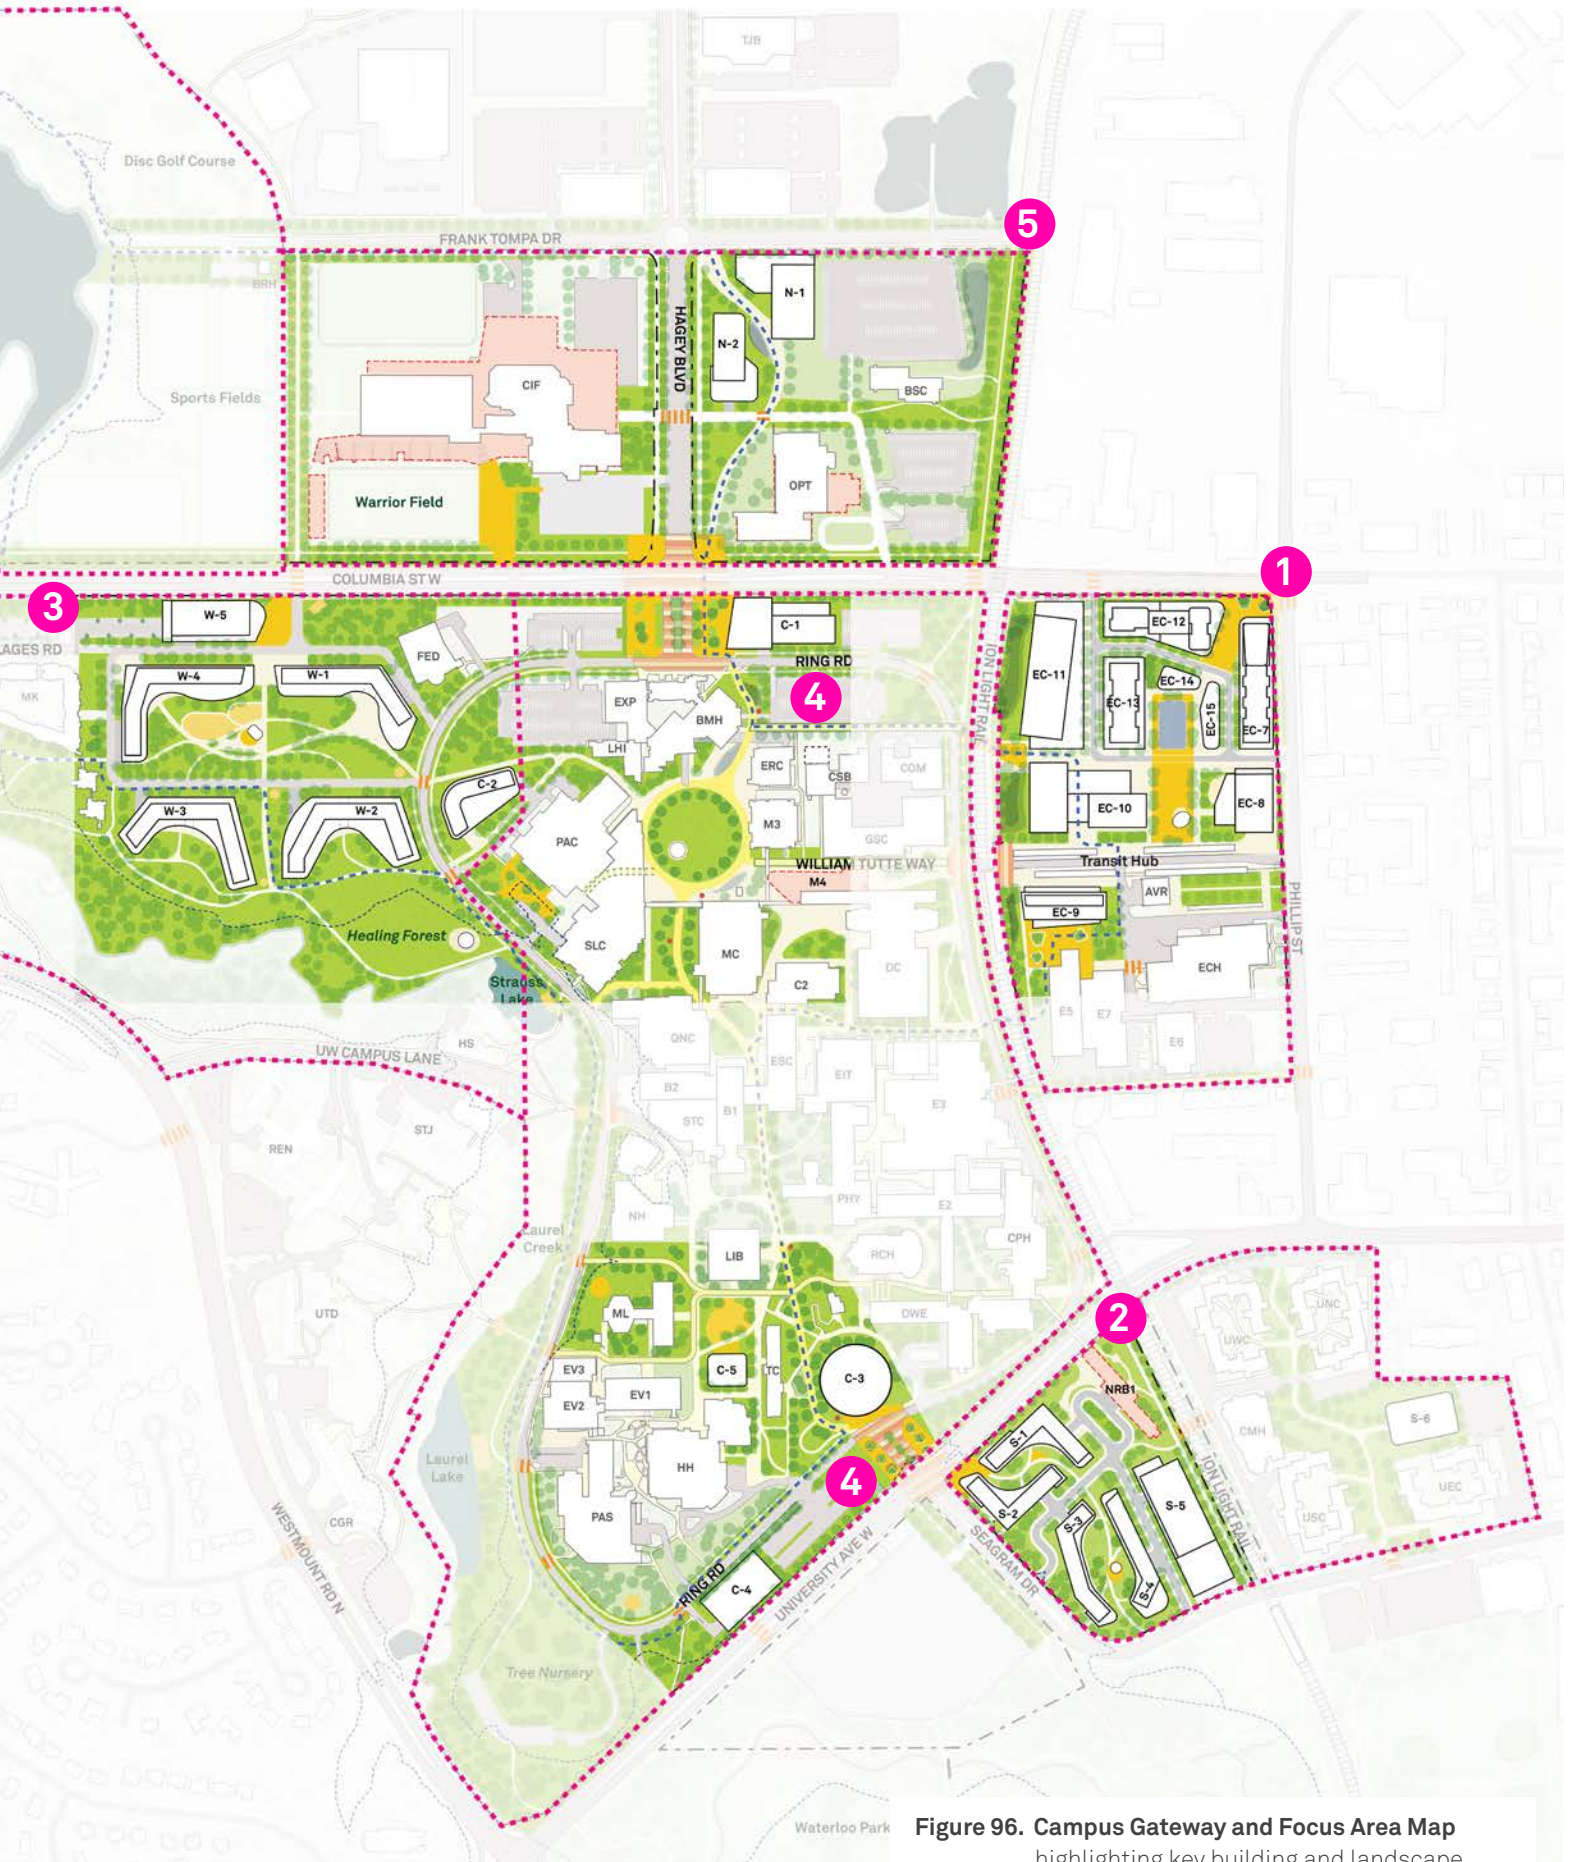 TJB
Disc Golf Course
5
FRANK TOMPA DR
BRH
N-1
HAGEY BLVD
N-2
CIF
BSC
Sports Fields
OPT
Warrior Field
COLUMBIA ST W
1
3
W-5
C-1
EC-12
LAGES RD
FED
RING RD
ION LIGHT RAIL
MK
W-4
W-1
4
EC-11
EC-14
EXP
BMH
EC-13
EC-15
EC-7
LHI
ERC
CSB
COM
C-2
EC-10
EC-8
W-3
W-2
M3
PAC
GSC
WILLIAM TUTTE WAY
Transit Hub
M4
AVR
PHILLIP ST
EC-9
Healing Forest
SLC
MC
DC
ECH
C2
Strauss
Lake
E5
E7
QNC
E6
HS
UW CAMPUS LANE
ESC
EIT
B2
B1
E3
STC
STJ
REN
PHY
E2
NH
Laurel
Creek
LIB
RCH
CPH
UTD
ML
DWE
2
UNC
UWC
EV3
C-5
TC
C-3
NRB1
EV1
EV2
S-6
S-1
CMH
Laurel
Lake
HH
4
ION LIGHT RAIL
UEC
S-5
S-2
USC
PAS
CGR
WESTMOUNT RD N
S-3
SEAGRAM DR
UNIVERSITY AVE W
RING RD
C-4
S-4
Tree Nursery
Waterloo Park
Figure 96. Campus Gateway and Focus Area Map
highlighting key building and landscape